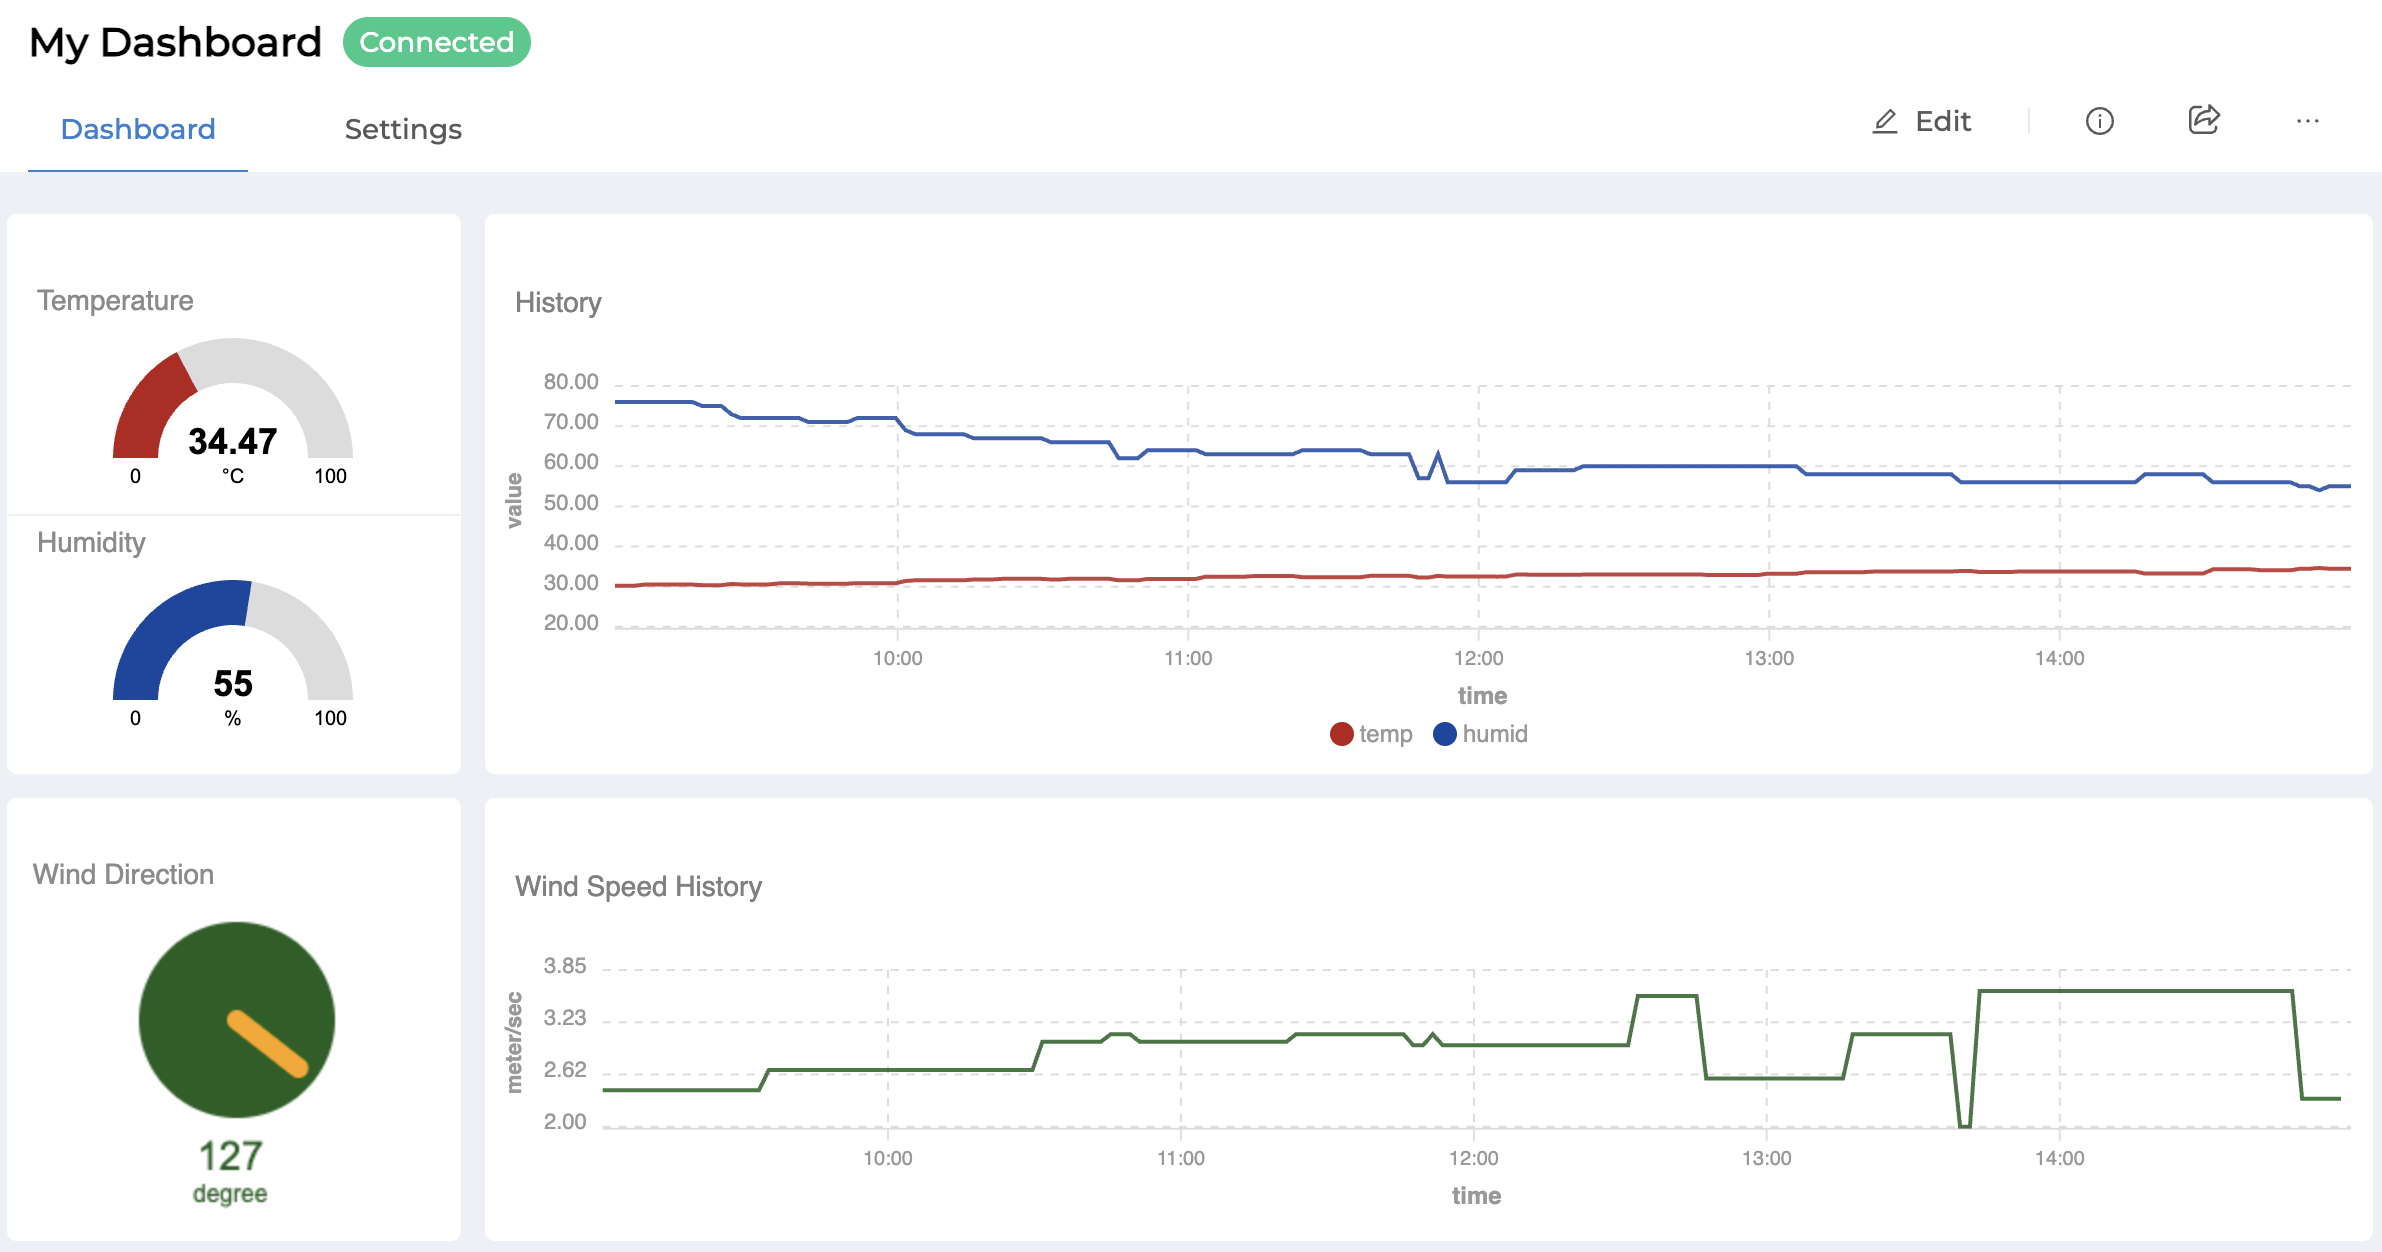 My Dashboard Connected
Dashboard Settings Edit
Temperature
34.47
0 °C 100
Humidity
55
0 % 100
History
80.00
70.00
60.00
50.00
40.00
30.00
20.00
value
10:00 11:00 12:00 13:00 14:00
time
temp humid
Wind Direction
127
degree
Wind Speed History
3.85
3.23
2.62
2.00
meter/sec
10:00 11:00 12:00 13:00 14:00
time